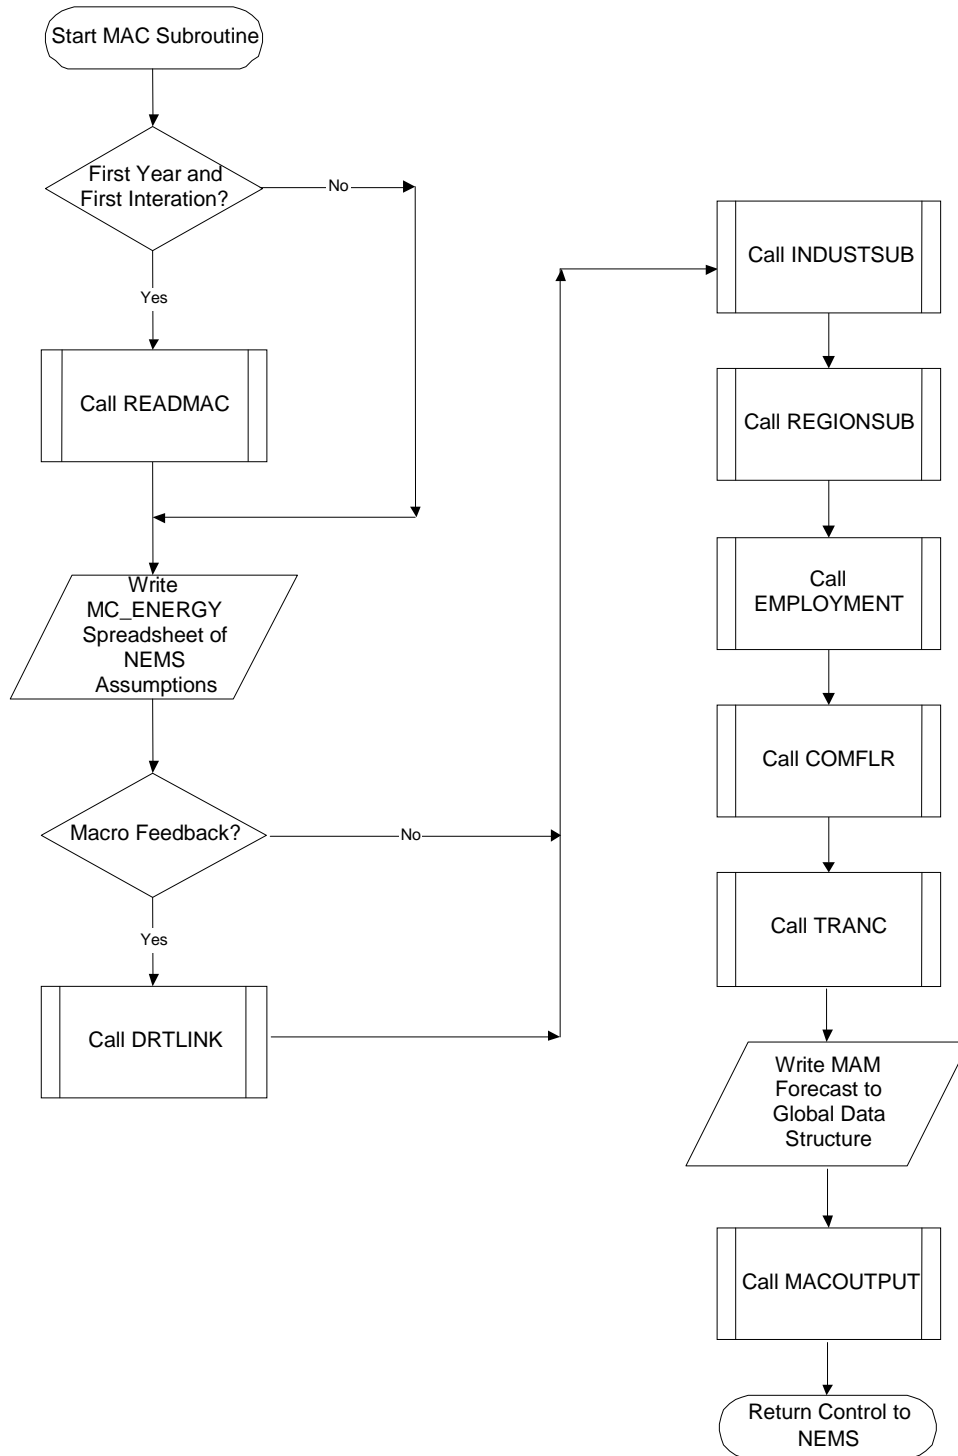 Start MAC Subroutine
First Year and
First Interation?
No
Yes
Call READMAC
Write
MC_ENERGY
Spreadsheet of
NEMS
Assumptions
Macro Feedback?
No
Yes
Call DRTLINK
Call INDUSTSUB
Call REGIONSUB
Call
EMPLOYMENT
Call COMFLR
Call TRANC
Write MAM
Forecast to
Global Data
Structure
Call MACOUTPUT
Return Control to
NEMS